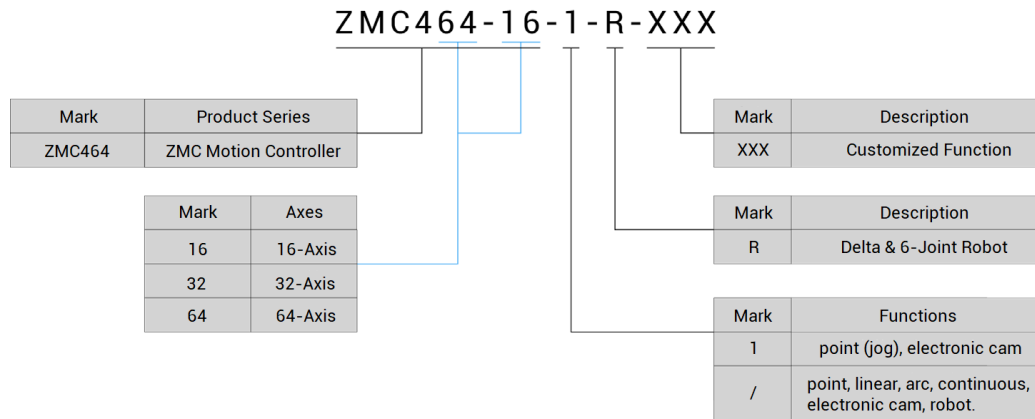 ZMC464-16-1-R-XXX
Mark Product Series
ZMC464 ZMC Motion Controller
Mark Axes
16 16-Axis
32 32-Axis
64 64-Axis
Mark Description
XXX Customized Function
Mark Description
R Delta & 6-Joint Robot
Mark Functions
1 point (jog), electronic cam
/ point, linear, arc, continuous,
electronic cam, robot.